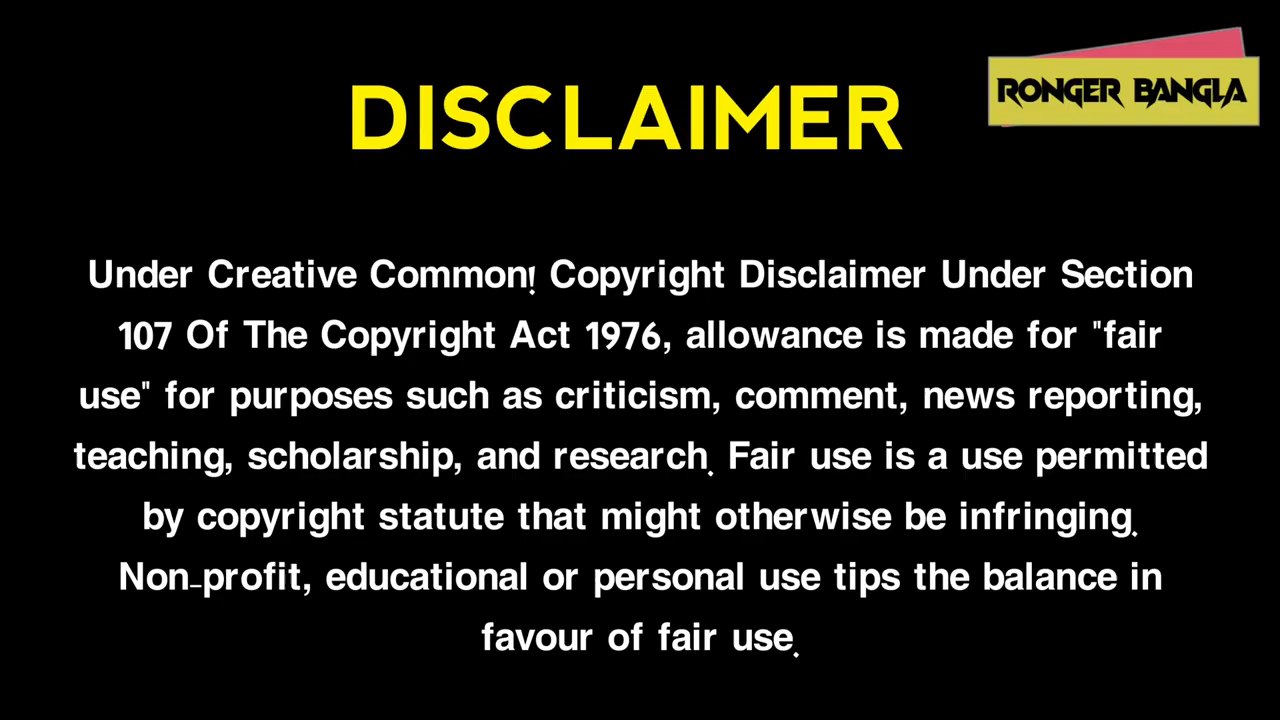 DISCLAIMER
RONGER BANGLA
Under Creative Common! Copyright Disclaimer Under Section
107 Of The Copyright Act 1976, allowance is made for "fair
use" for purposes such as criticism, comment, news reporting,
teaching, scholarship, and research. Fair use is a use permitted
by copyright statute that might otherwise be infringing.
Non-profit, educational or personal use tips the balance in
favour of fair use.